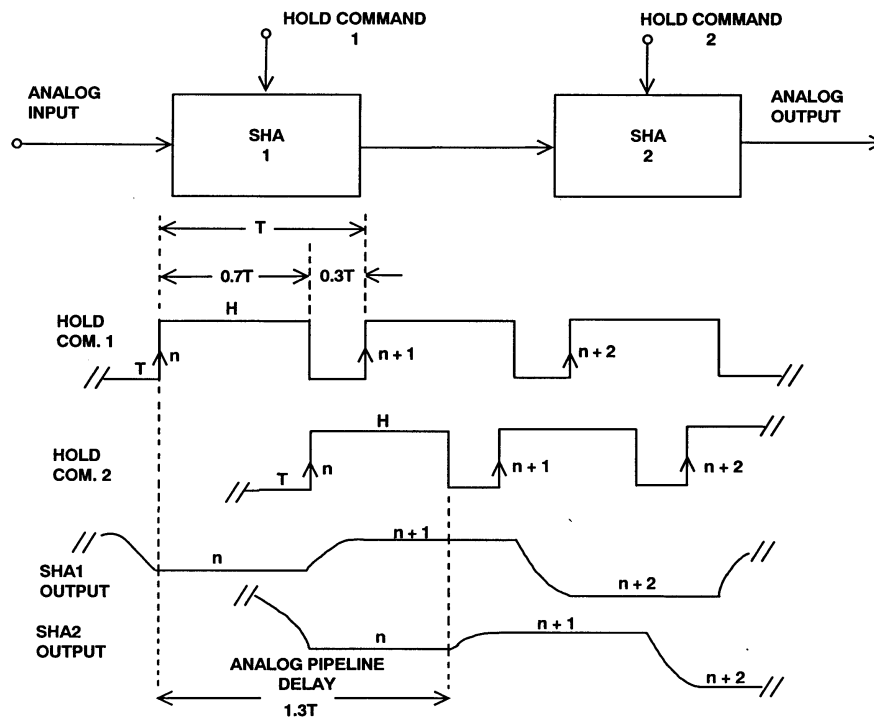 HOLD COMMAND
1
HOLD COMMAND
2
ANALOG
INPUT
SHA
1
SHA
2
ANALOG
OUTPUT
T
0.7T
0.3T
HOLD
COM. 1
H
T
n
n + 1
n + 2
HOLD
COM. 2
H
T
n
n + 1
n + 2
SHA1
OUTPUT
n
n + 1
n + 2
SHA2
OUTPUT
n
n + 1
n + 2
ANALOG PIPELINE
DELAY
1.3T